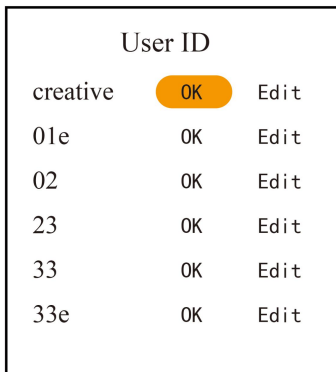 User ID
creative OK Edit
01e OK Edit
02 OK Edit
23 OK Edit
33 OK Edit
33e OK Edit